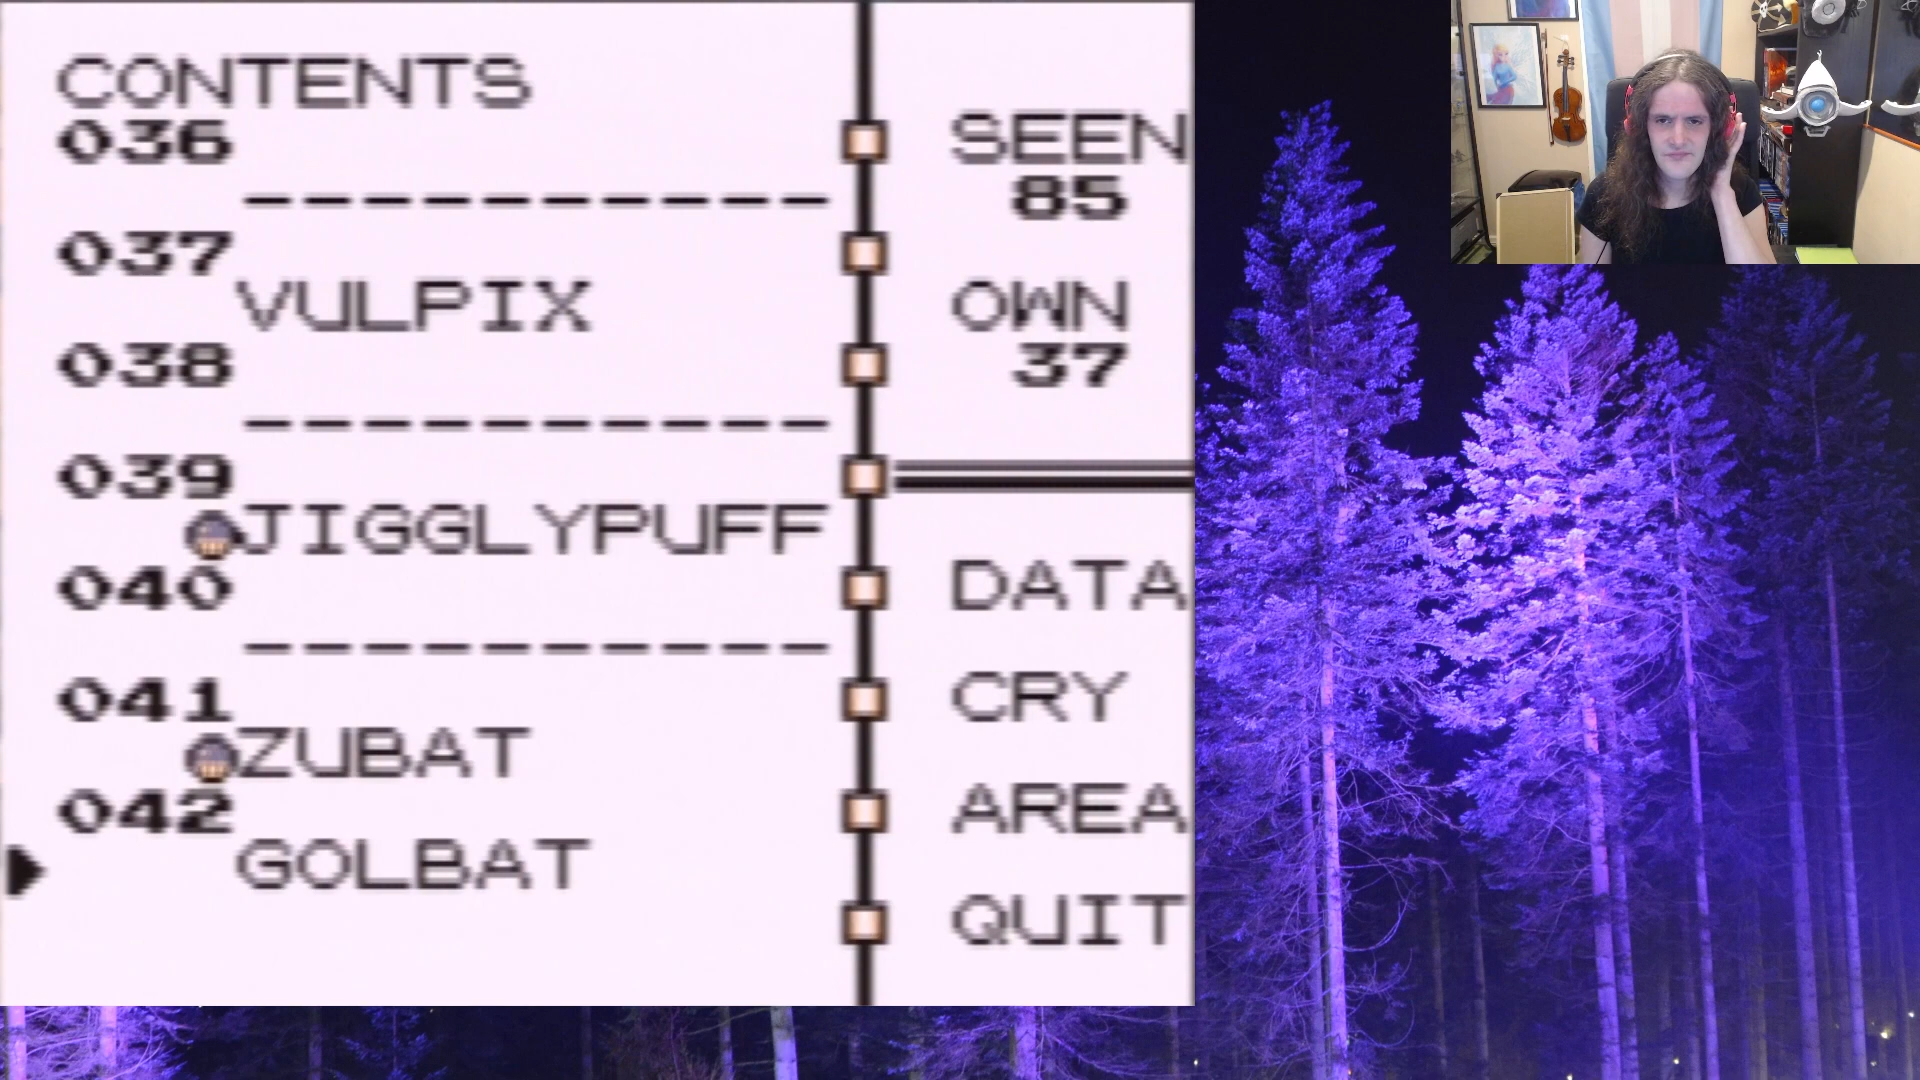 CONTENTS
036
-----------
037
VULPIX
038
-----------
039
JIGGLYPUFF
040
-----------
041
ZUBAT
042
GOLBAT
SEEN
85
OWN
37
DATA
CRY
AREA
QUIT